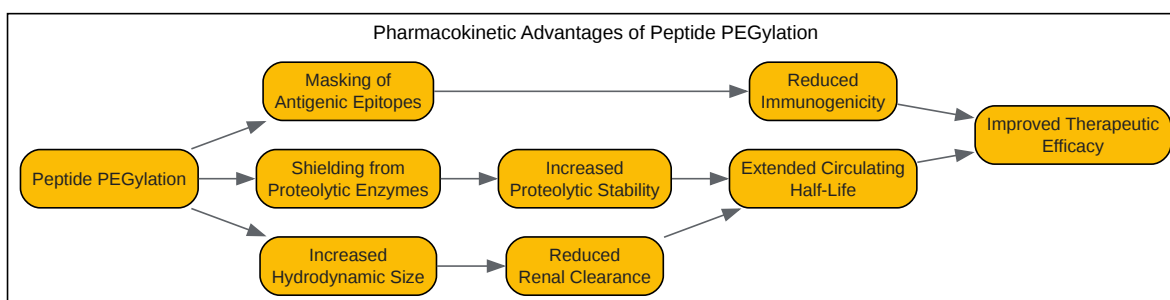 Pharmacokinetic Advantages of Peptide PEGylation
Masking of
Antigenic Epitopes
Reduced
Immunogenicity
Improved Therapeutic
Efficacy
Peptide PEGylation
Shielding from
Proteolytic Enzymes
Increased
Proteolytic Stability
Extended Circulating
Half-Life
Increased
Hydrodynamic Size
Reduced
Renal Clearance